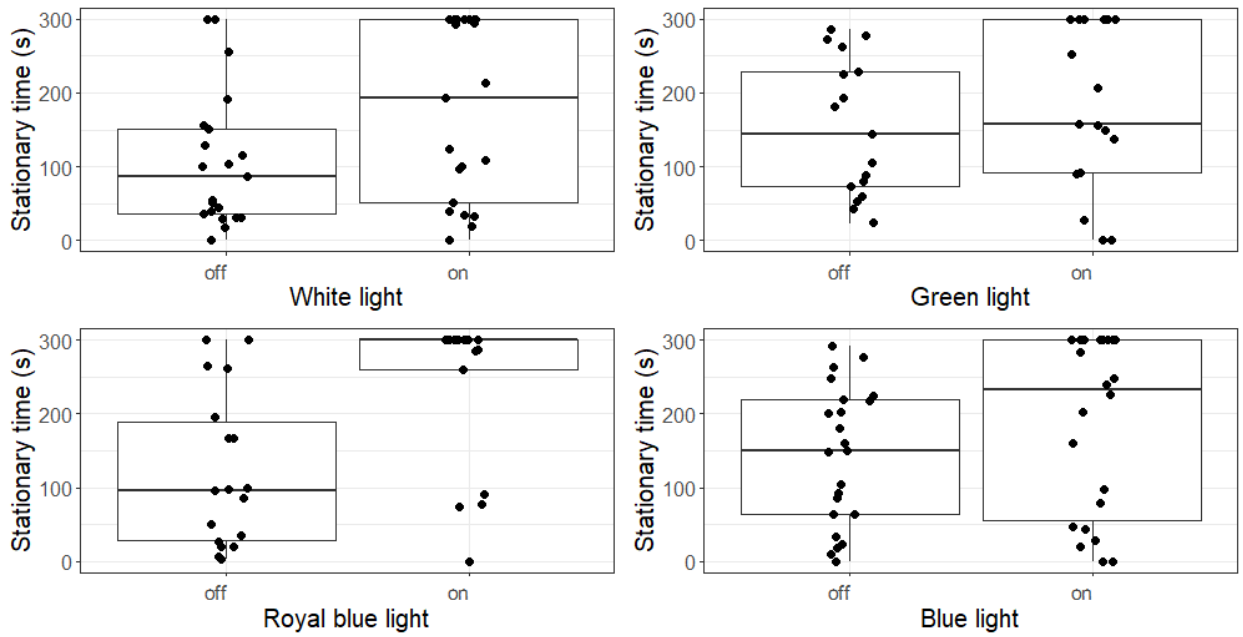 Stationary time (s)
300
200
100
0
off on
White light
Stationary time (s)
300
200
100
0
off on
Green light
Stationary time (s)
300
200
100
0
off on
Royal blue light
Stationary time (s)
300
200
100
0
off on
Blue light